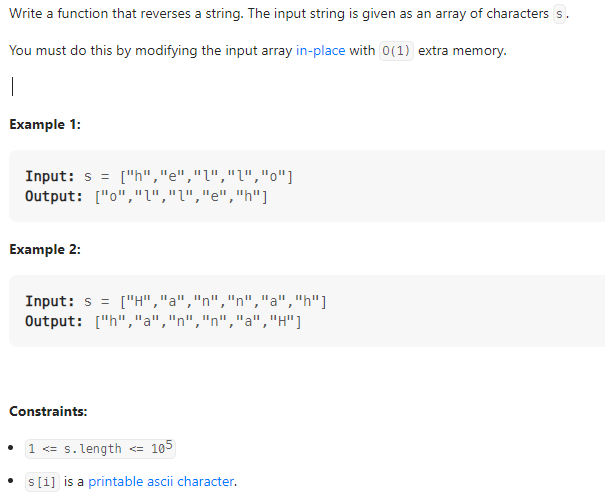 Write a function that reverses a string. The input string is given as an array of characters s.
You must do this by modifying the input array in-place with O(1) extra memory.
Example 1:
Input: s = ["h","e","l","l","o"]
Output: ["o","l","l","e","h"]
Example 2:
Input: s = ["H","a","n","n","a","h"]
Output: ["h","a","n","n","a","H"]
Constraints:
• 1 <= s.length <= 10⁵
• s[i] is a printable ascii character.